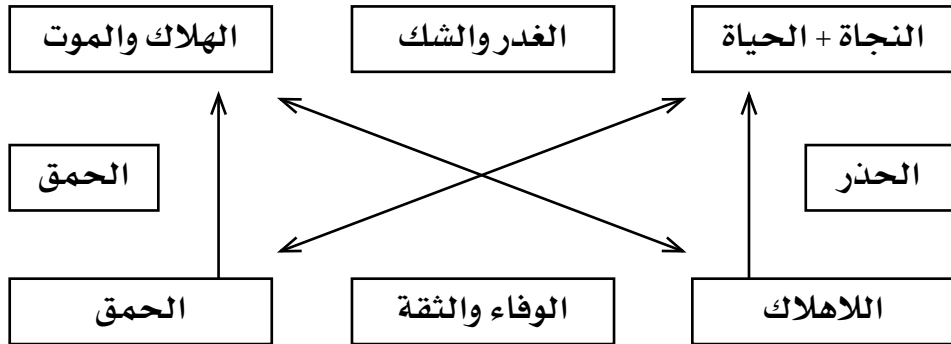 النجاة + الحياة
الغدر والشك
الهلاك والموت
الحذر
الحمق
اللاهلاك
الوفاء والثقة
الحمق